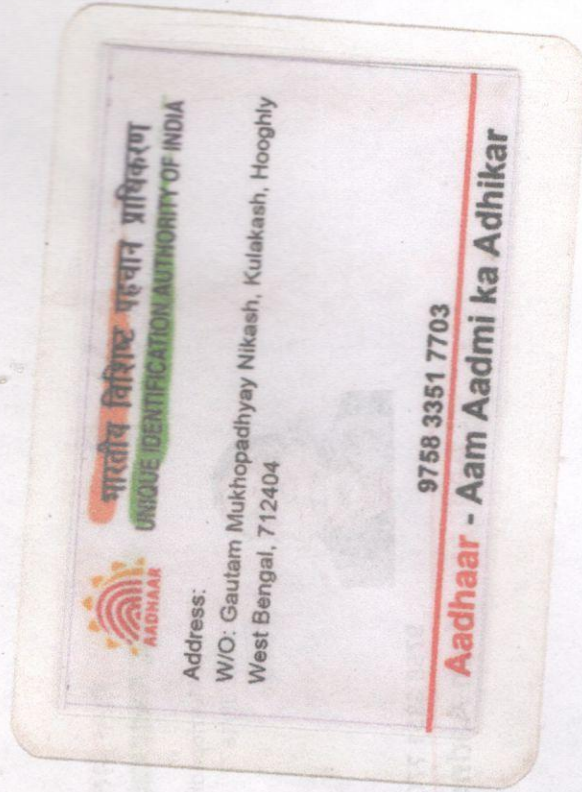 भारतीय विशिष्ट पहचान प्राधिकरण
UNIQUE IDENTIFICATION AUTHORITY OF INDIA
AADHAAR
Address:
W/O: Gautam Mukhopadhyay Nikash, Kulakash, Hooghly
West Bengal, 712404
9758 3351 7703
Aadhaar - Aam Aadmi ka Adhikar